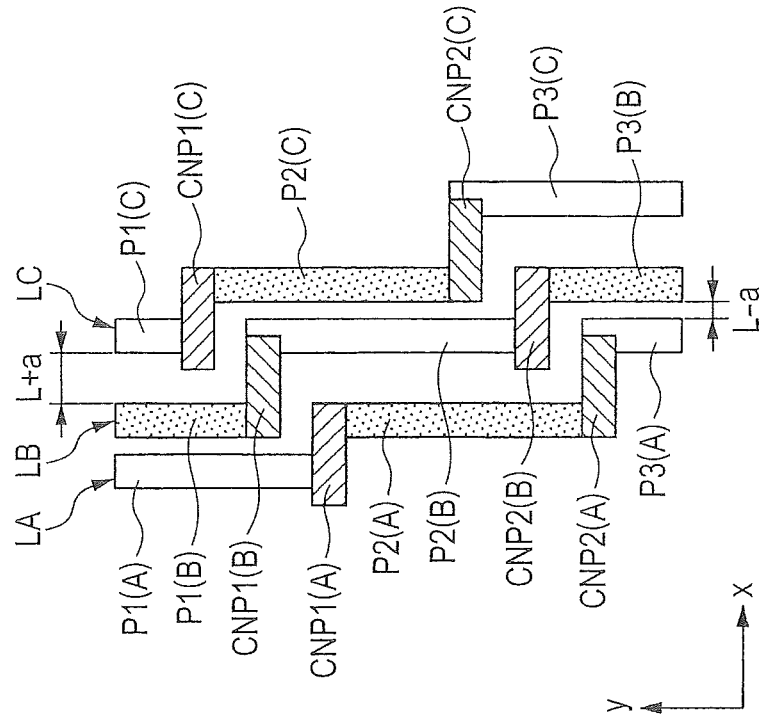 LA
LB
L+a
LC
P1(A)
P1(B)
CNP1(B)
CNP1(A)
P2(A)
P2(B)
CNP2(B)
CNP2(A)
P3(A)
P1(C)
CNP1(C)
P2(C)
CNP2(C)
P3(C)
P3(B)
L-a
y
x